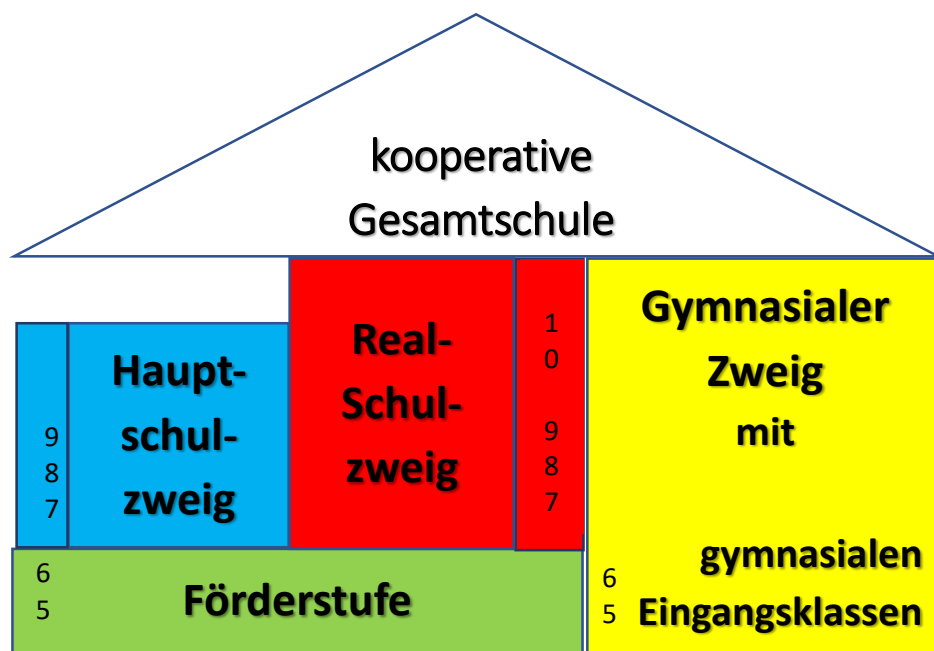 kooperative
Gesamtschule
9
8
7
Haupt-
schul-
zweig
Real-
Schul-
zweig
1
0
9
8
7
Gymnasialer
Zweig
mit
gymnasialen
Eingangsklassen
6
5
6
5
Förderstufe